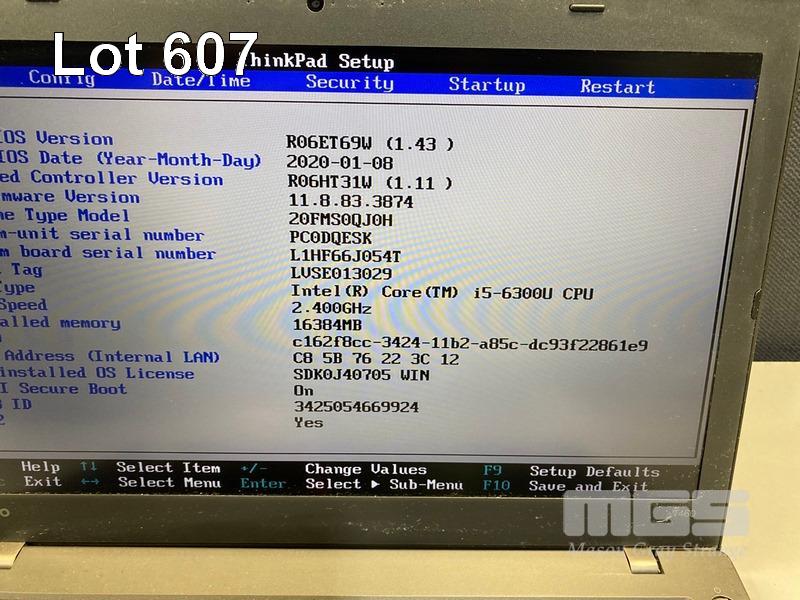 Lot 607
ThinkPad Setup
Config Date/Time Security Startup Restart
IOS Version R06ET69W (1.43 )
IOS Date (Year-Month-Day) 2020-01-08
ed Controller Version R06HT31W (1.11 )
mware Version 11.8.83.3874
ne Type Model 20FMS0QJ0H
m-unit serial number PC0DQESK
m board serial number L1HF66J054T
Tag LVSE013029
Type Intel(R) Core(TM) i5-6300U CPU
Speed 2.400GHz
alled memory 16384MB
c162f8cc-3424-11b2-a85c-dc93f22861e9
Address (Internal LAN) C8 5B 76 22 3C 12
installed OS License SDK0J40705 WIN
I Secure Boot On
ID 3425054669924
Yes
Help ↑↓ Select Item +/- Change Values F9 Setup Defaults
Exit ←→ Select Menu Enter Select ▶ Sub-Menu F10 Save and Exit
MGS
T460
Mason Gray Strange